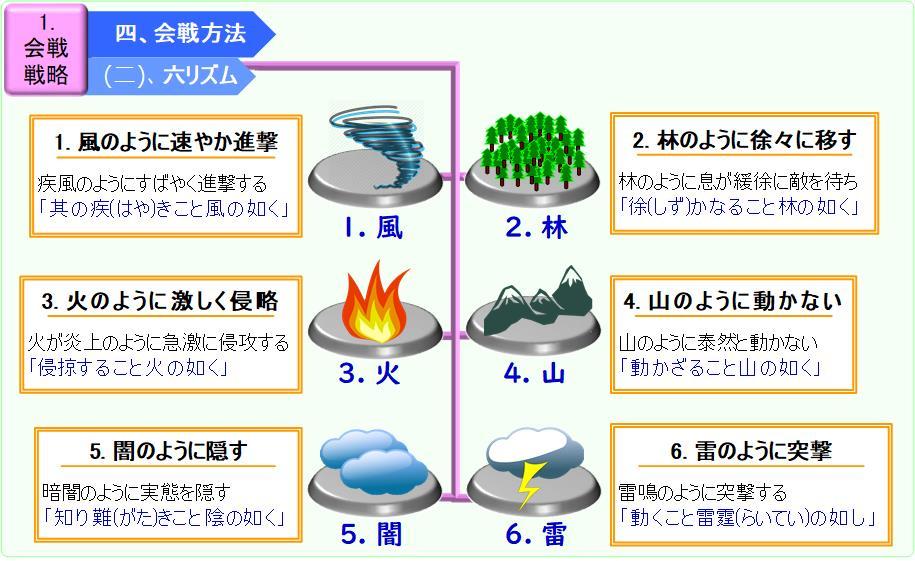 1.
会戦
戦略
四、会戦方法
(二)、六リズム
1. 風のように速やか進撃
疾風のようにすばやく進撃する
「其の疾(はや)きこと風の如く」
1. 風
2. 林のように徐々に移す
林のように息が緩徐に敵を待ち
「徐(しず)かなること林の如く」
2. 林
3. 火のように激しく侵略
火が炎上のように急激に侵攻する
「侵掠すること火の如く」
3. 火
4. 山のように動かない
山のように泰然と動かない
「動かざること山の如く」
4. 山
5. 闇のように隠す
暗闇のように実態を隠す
「知り難(がた)きこと陰の如く」
5. 闇
6. 雷のように突撃
雷鳴のように突撃する
「動くこと雷霆(らいてい)の如し」
6. 雷